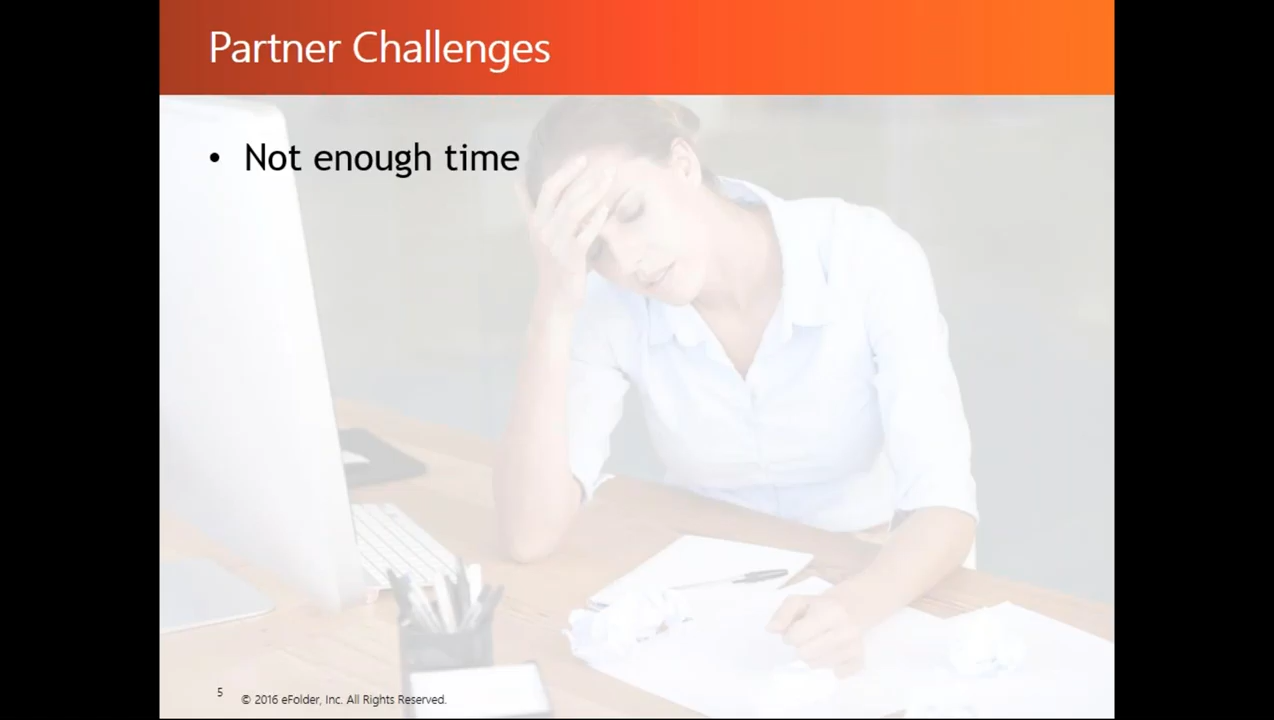 Partner Challenges
• Not enough time
5
© 2016 eFolder, Inc. All Rights Reserved.